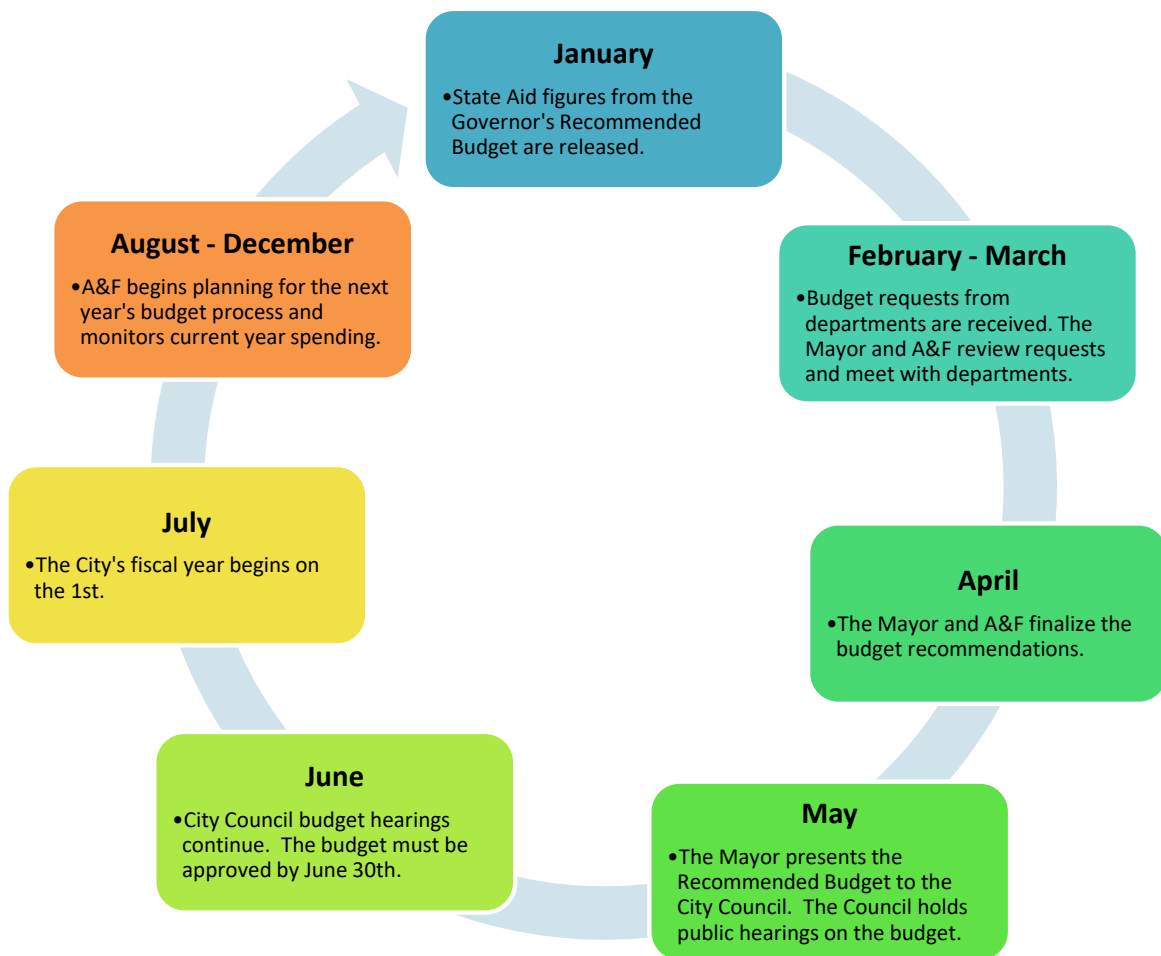 January
•State Aid figures from the
Governor's Recommended
Budget are released.
February - March
•Budget requests from
departments are received. The
Mayor and A&F review requests
and meet with departments.
April
•The Mayor and A&F finalize the
budget recommendations.
May
•The Mayor presents the
Recommended Budget to the
City Council.  The Council holds
public hearings on the budget.
June
•City Council budget hearings
continue.  The budget must be
approved by June 30th.
July
•The City's fiscal year begins on
the 1st.
August - December
•A&F begins planning for the next
year's budget process and
monitors current year spending.